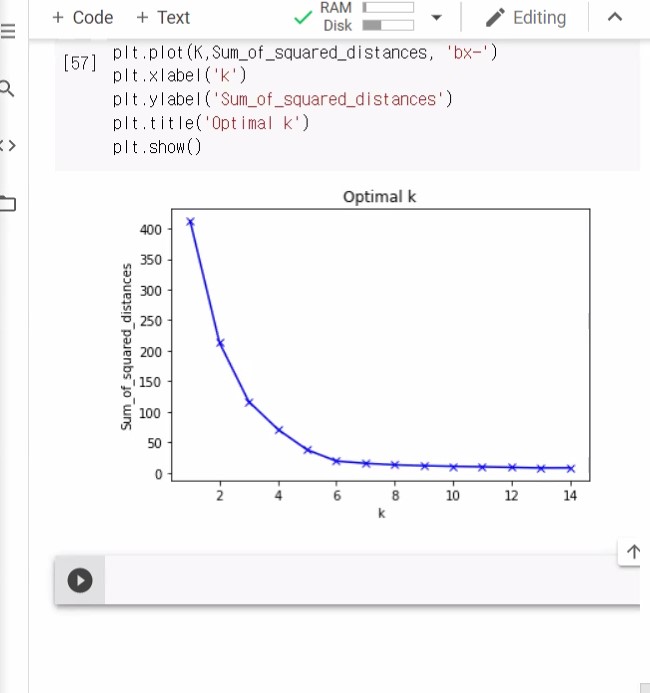 + Code + Text RAM Disk Editing
[57] plt.plot(K,Sum_of_squared_distances, 'bx-')
plt.xlabel('k')
plt.ylabel('Sum_of_squared_distances')
plt.title('Optimal k')
plt.show()
Optimal k
Sum_of_squared_distances
400
350
300
250
200
150
100
50
0
2 4 6 8 10 12 14
k